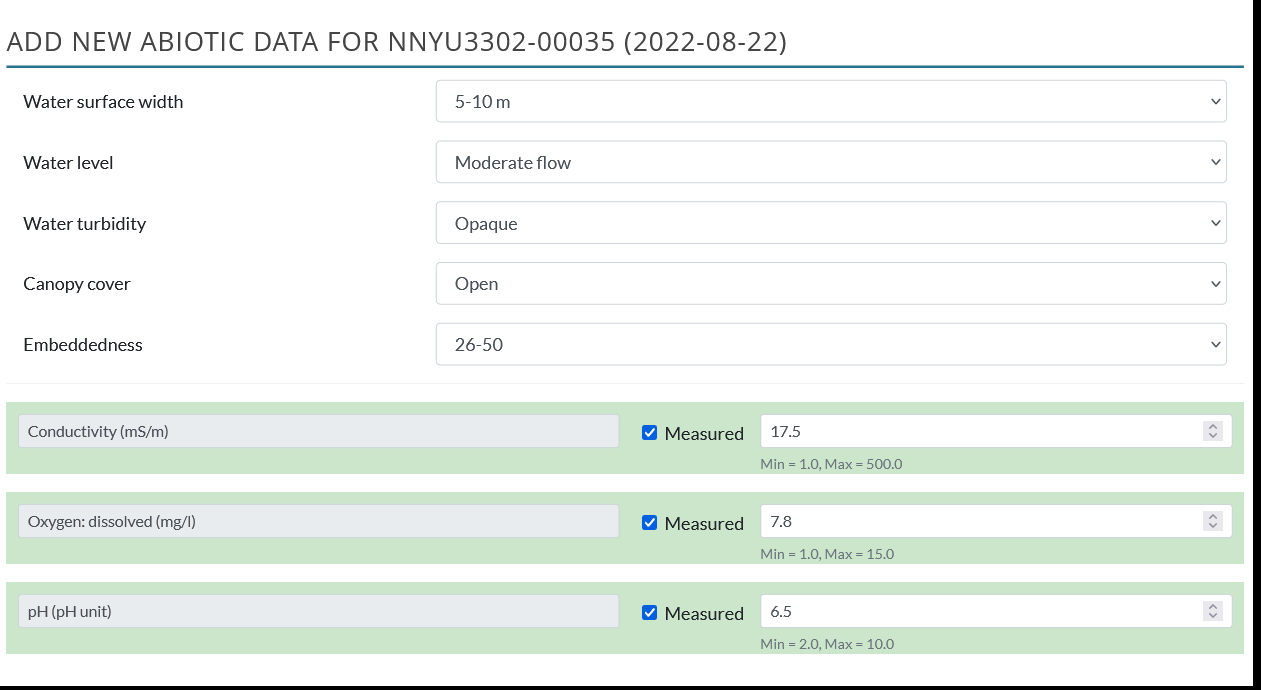 ADD NEW ABIOTIC DATA FOR NNYU3302-00035 (2022-08-22)
Water surface width 5-10 m
Water level Moderate flow
Water turbidity Opaque
Canopy cover Open
Embeddedness 26-50
Conductivity (mS/m) Measured 17.5
Min = 1.0, Max = 500.0
Oxygen: dissolved (mg/l) Measured 7.8
Min = 1.0, Max = 15.0
pH (pH unit) Measured 6.5
Min = 2.0, Max = 10.0